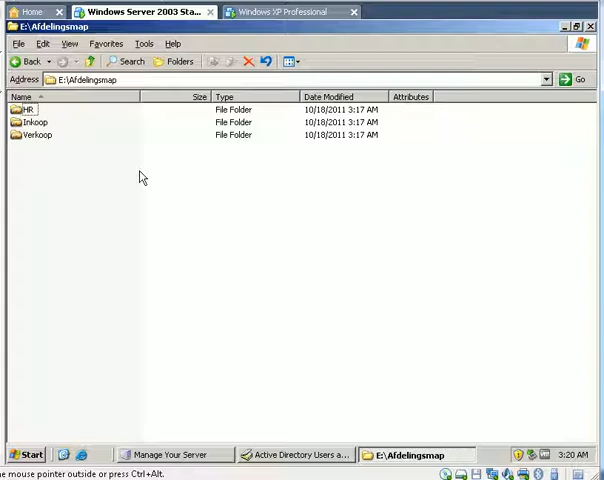 Home Windows Server 2003 Sta... Windows XP Professional
E:\Afdelingsmap
File Edit View Favorites Tools Help
Back Search Folders
Address E:\Afdelingsmap Go
Name Size Type Date Modified Attributes
HR File Folder 10/18/2011 3:17 AM
Inkoop File Folder 10/18/2011 3:17 AM
Verkoop File Folder 10/18/2011 3:17 AM
Start Manage Your Server Active Directory Users a... E:\Afdelingsmap 3:20 AM
mouse pointer outside or press Ctrl+Alt.